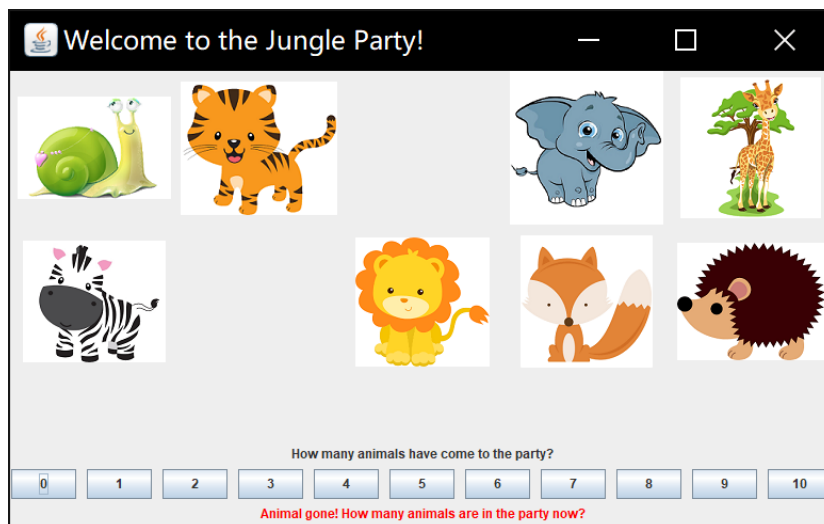 Welcome to the Jungle Party!
How many animals have come to the party?
0 1 2 3 4 5 6 7 8 9 10
Animal gone! How many animals are in the party now?